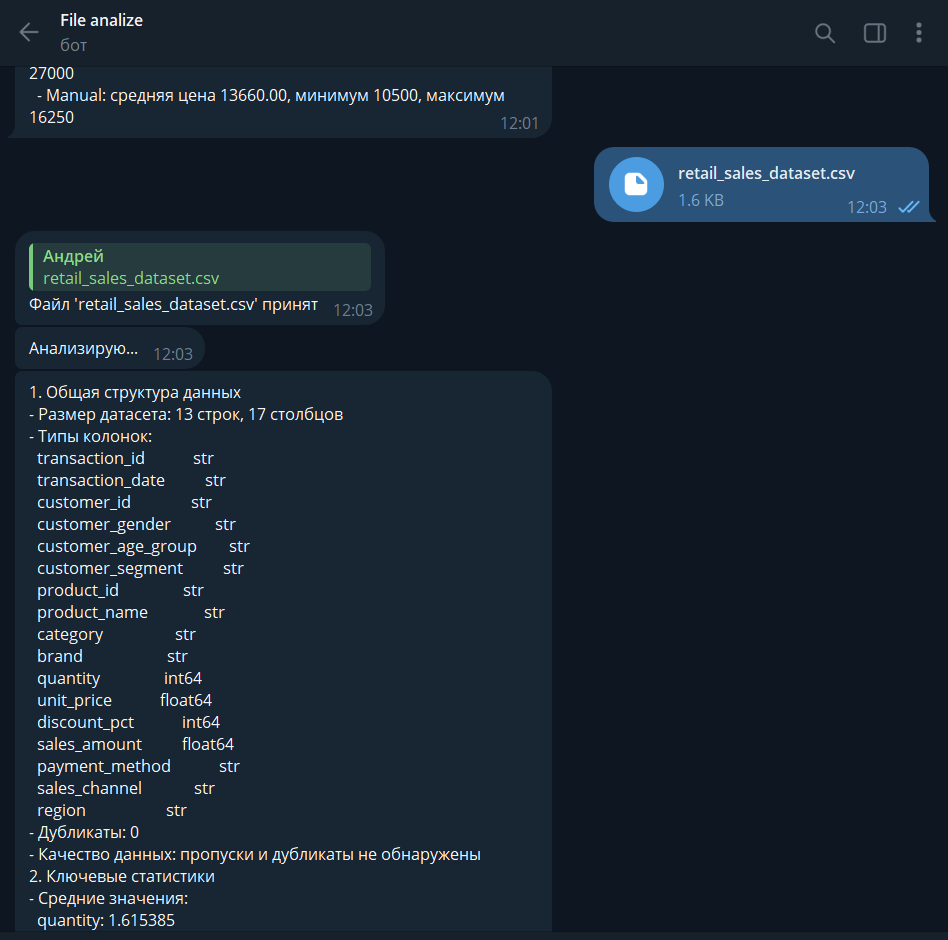 File analize
бот
27000
- Manual: средняя цена 13660.00, минимум 10500, максимум
16250
12:01
retail_sales_dataset.csv
1.6 KB
12:03
Андрей
retail_sales_dataset.csv
Файл 'retail_sales_dataset.csv' принят
12:03
Анализирую...
12:03
1. Общая структура данных
- Размер датасета: 13 строк, 17 столбцов
- Типы колонок:
transaction_id str
transaction_date str
customer_id str
customer_gender str
customer_age_group str
customer_segment str
product_id str
product_name str
category str
brand str
quantity int64
unit_price float64
discount_pct int64
sales_amount float64
payment_method str
sales_channel str
region str
- Дубликаты: 0
- Качество данных: пропуски и дубликаты не обнаружены
2. Ключевые статистики
- Средние значения:
quantity: 1.615385